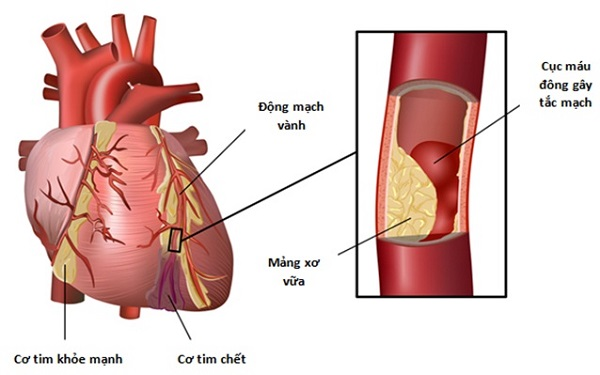 Động mạch
vành
Cục máu
đông gây
tắc mạch
Mảng xơ
vữa
Cơ tim khỏe mạnh
Cơ tim chết